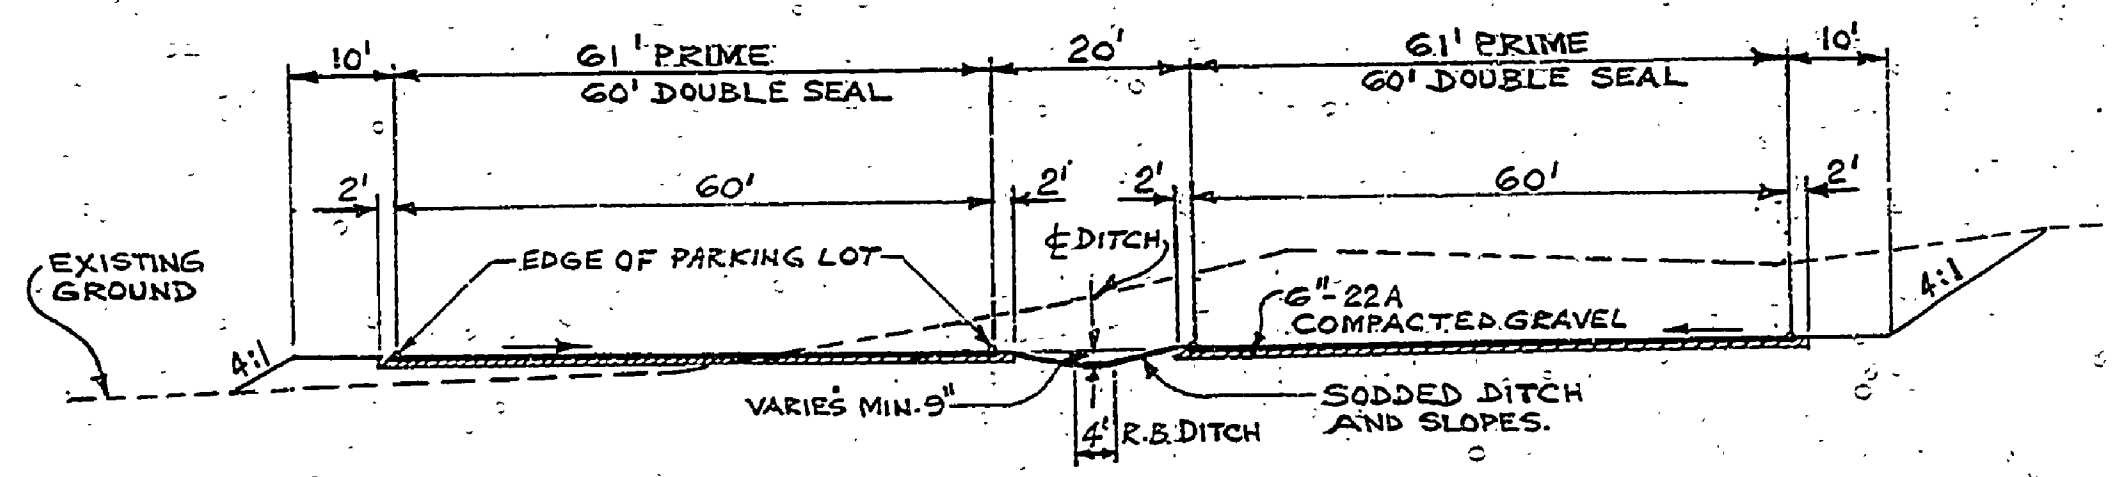 10'
61' PRIME
60' DOUBLE SEAL
20'
61' PRIME
60' DOUBLE SEAL
10'
2'
60'
2'
2'
60'
2'
EXISTING
GROUND
EDGE OF PARKING LOT
℄ DITCH
6"-22A
COMPACTED GRAVEL
4:1
4:1
VARIES MIN. 9"
4' R.B. DITCH
SODDED DITCH
AND SLOPES.